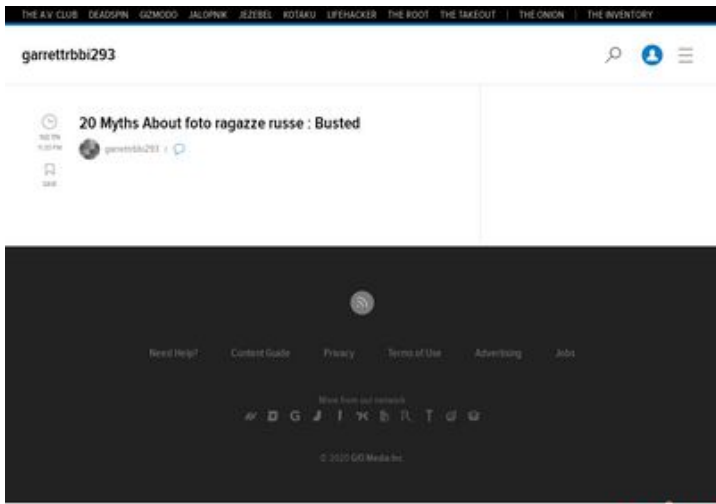 THE A.V. CLUB DEADSPIN GIZMODO JALOPNIK JEZEBEL KOTAKU LIFEHACKER THE ROOT THE TAKEOUT | THE ONION | THE INVENTORY
garrettrbbi293
20 Myths About foto ragazze russe : Busted
garrettrbbi293
Need Help? Content Guide Privacy Terms of Use Advertising Jobs
More from our network
© 2020 G/O Media Inc.